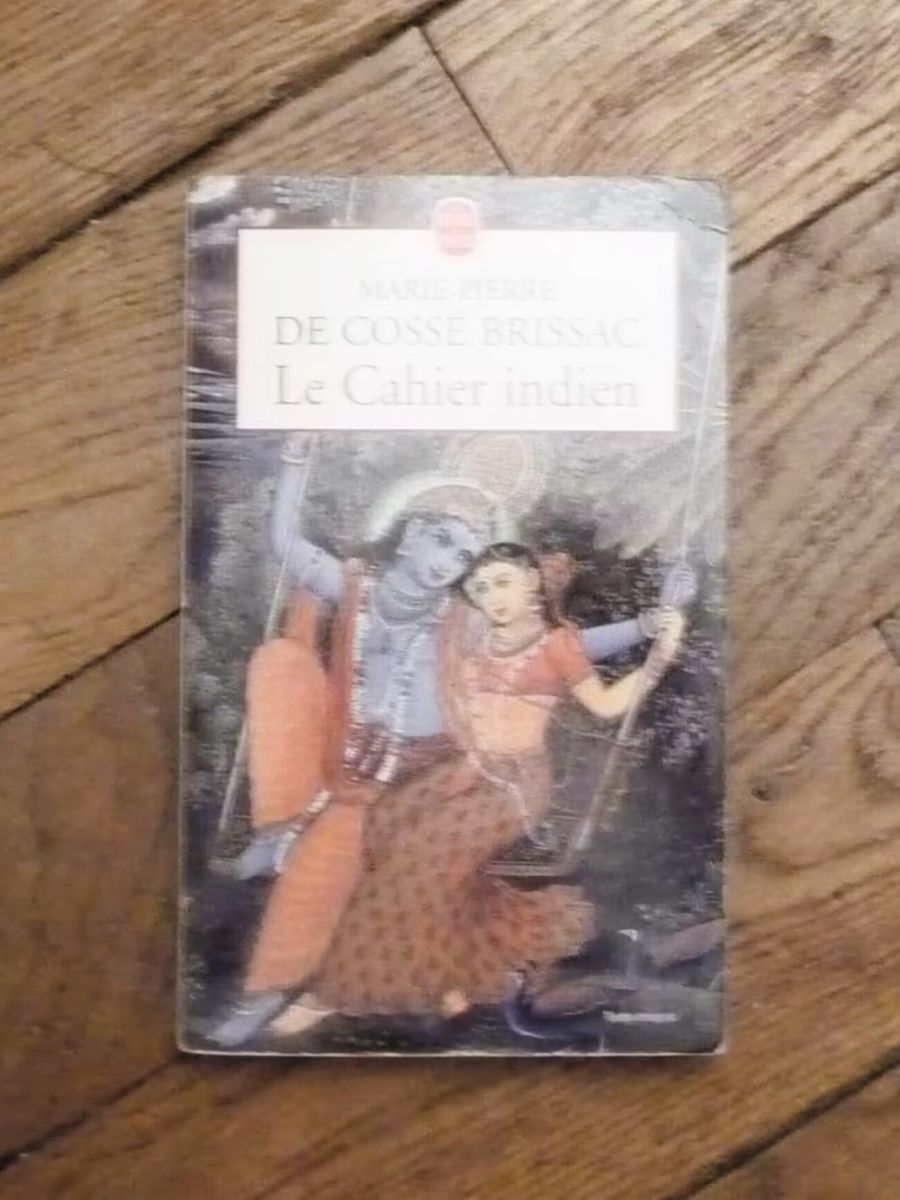 MARIE-PIERRE
DE COSSÉ BRISSAC
Le Cahier indien